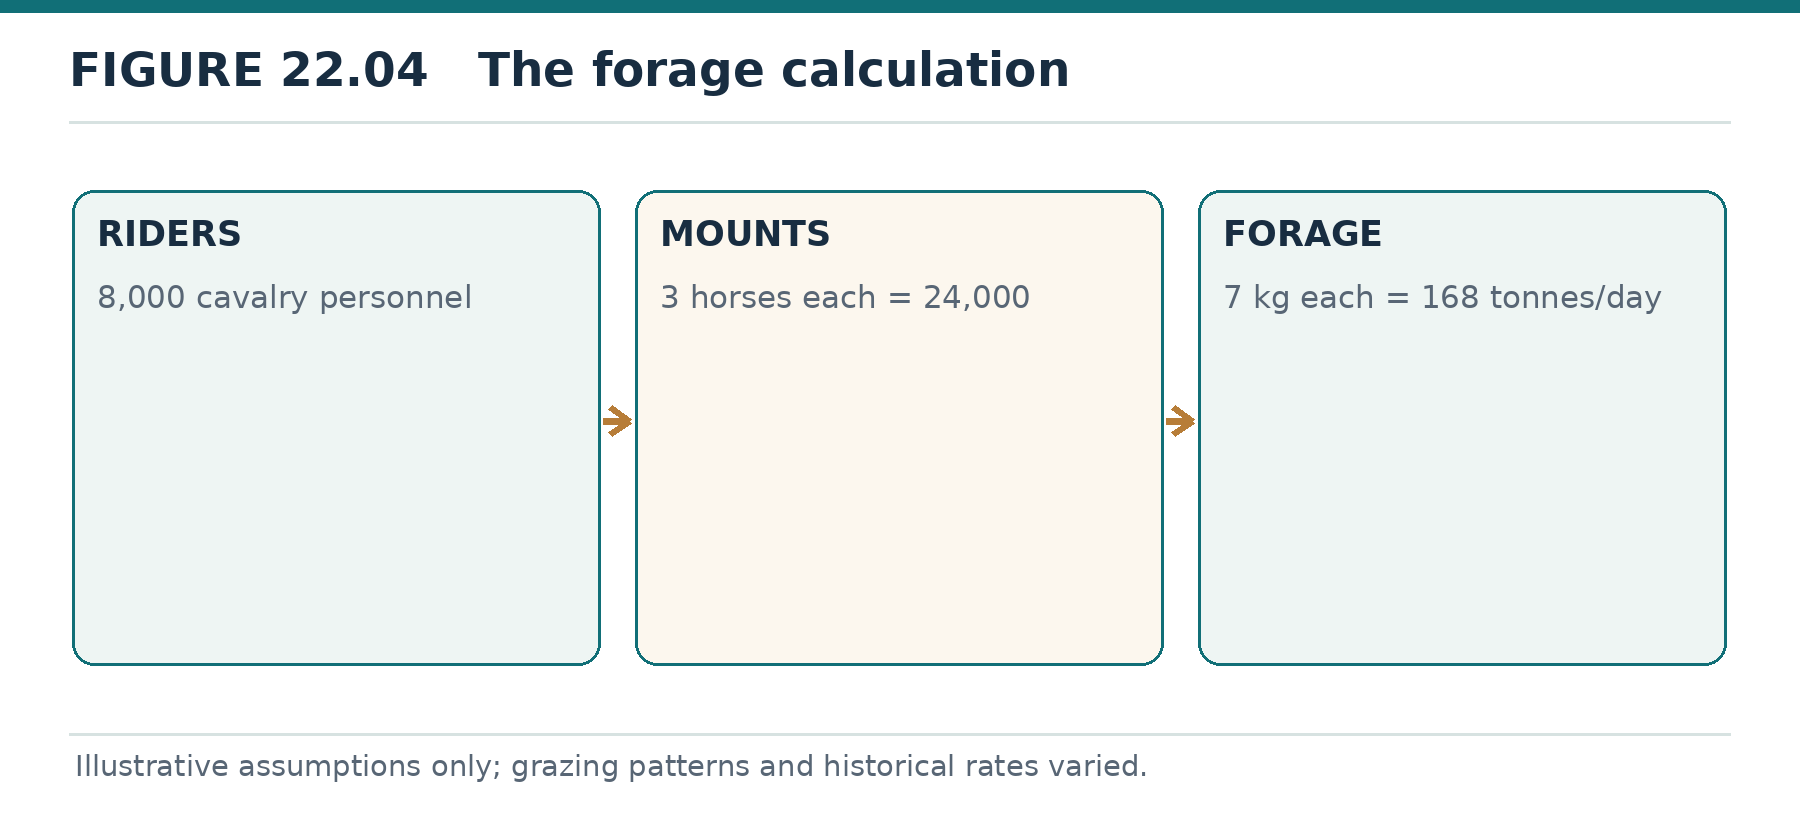 FIGURE 22.04 The forage calculation
RIDERS
8,000 cavalry personnel
MOUNTS
3 horses each = 24,000
FORAGE
7 kg each = 168 tonnes/day
Illustrative assumptions only; grazing patterns and historical rates varied.